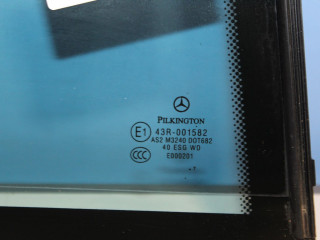 PILKINGTON
E1 43R-001582
AS2 M3240 DOT682
40 ESG WD
CCC E000201